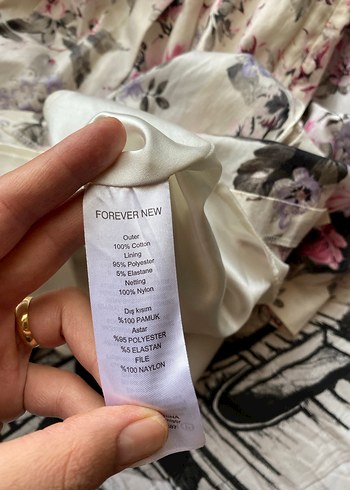 FOREVER NEW
Outer
100% Cotton
Lining
95% Polyester
5% Elastane
Netting
100% Nylon
Dış kısım
%100 PAMUK
Astar
%95 POLYESTER
%5 ELASTAN
FILE
%100 NAYLON